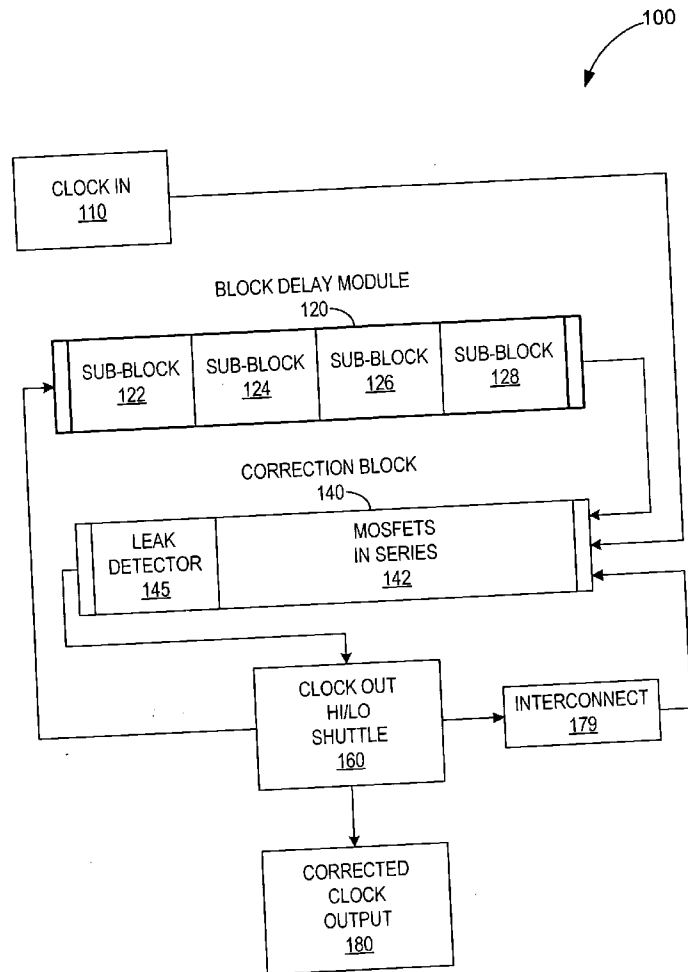 100
CLOCK IN
110
BLOCK DELAY MODULE
120
SUB-BLOCK
122
SUB-BLOCK
124
SUB-BLOCK
126
SUB-BLOCK
128
CORRECTION BLOCK
140
LEAK
DETECTOR
145
MOSFETS
IN SERIES
142
CLOCK OUT
HI/LO
SHUTTLE
160
INTERCONNECT
179
CORRECTED
CLOCK
OUTPUT
180